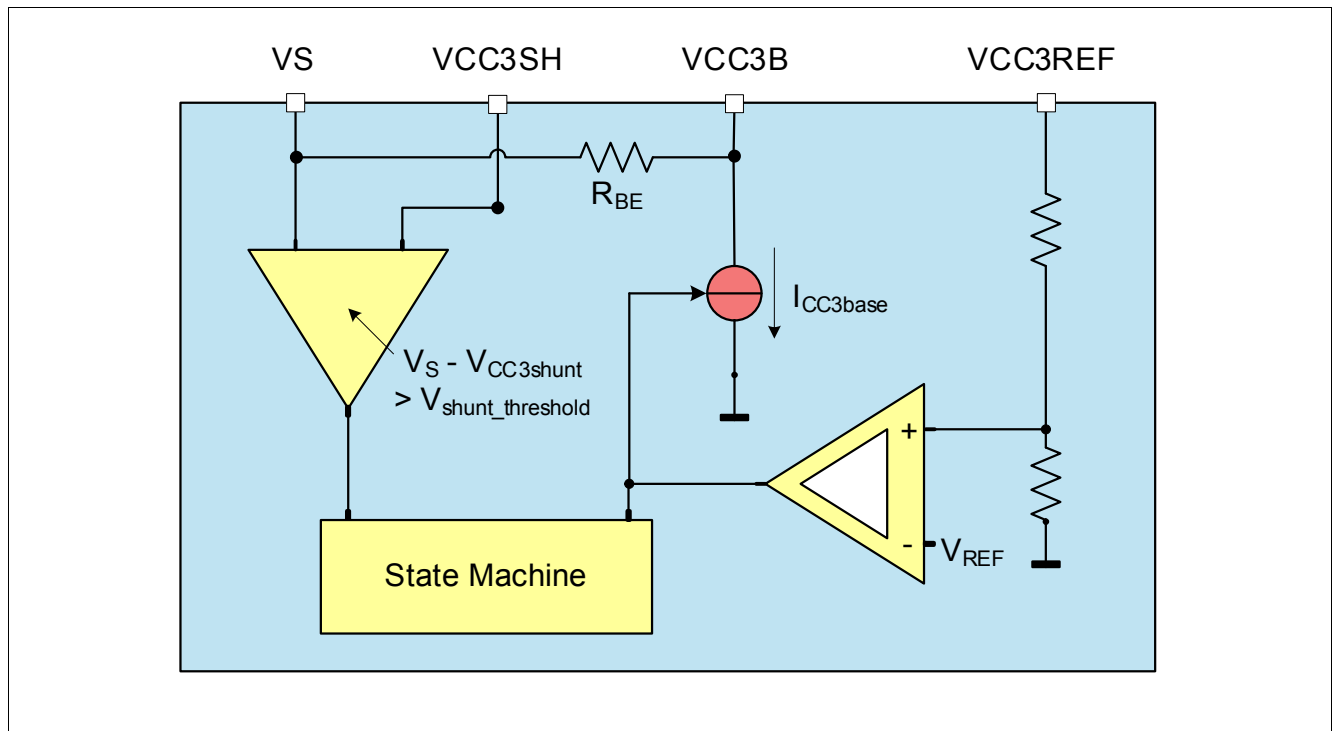 VS VCC3SH VCC3B VCC3REF
RBE
ICC3base
VS - VCC3shunt
> Vshunt_threshold
+
- VREF
State Machine